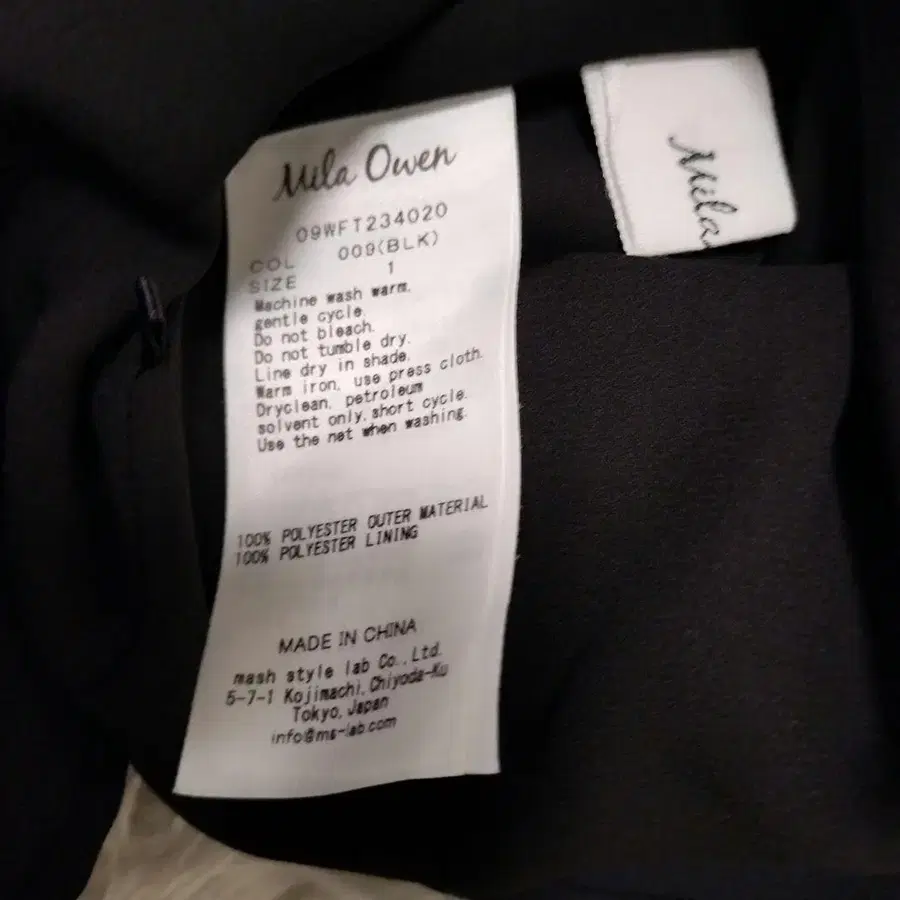 Mila Owen
09WFT234020
COL 009(BLK)
SIZE 1
Machine wash warm,
gentle cycle.
Do not bleach.
Do not tumble dry.
Line dry in shade.
Warm iron, use press cloth.
Dryclean, petroleum
solvent only, short cycle.
Use the net when washing.
100% POLYESTER OUTER MATERIAL
100% POLYESTER LINING
MADE IN CHINA
mash style lab Co.,Ltd.
5-7-1 Kojimachi, Chiyoda-Ku
Tokyo, Japan
info@ms-lab.com
Mila